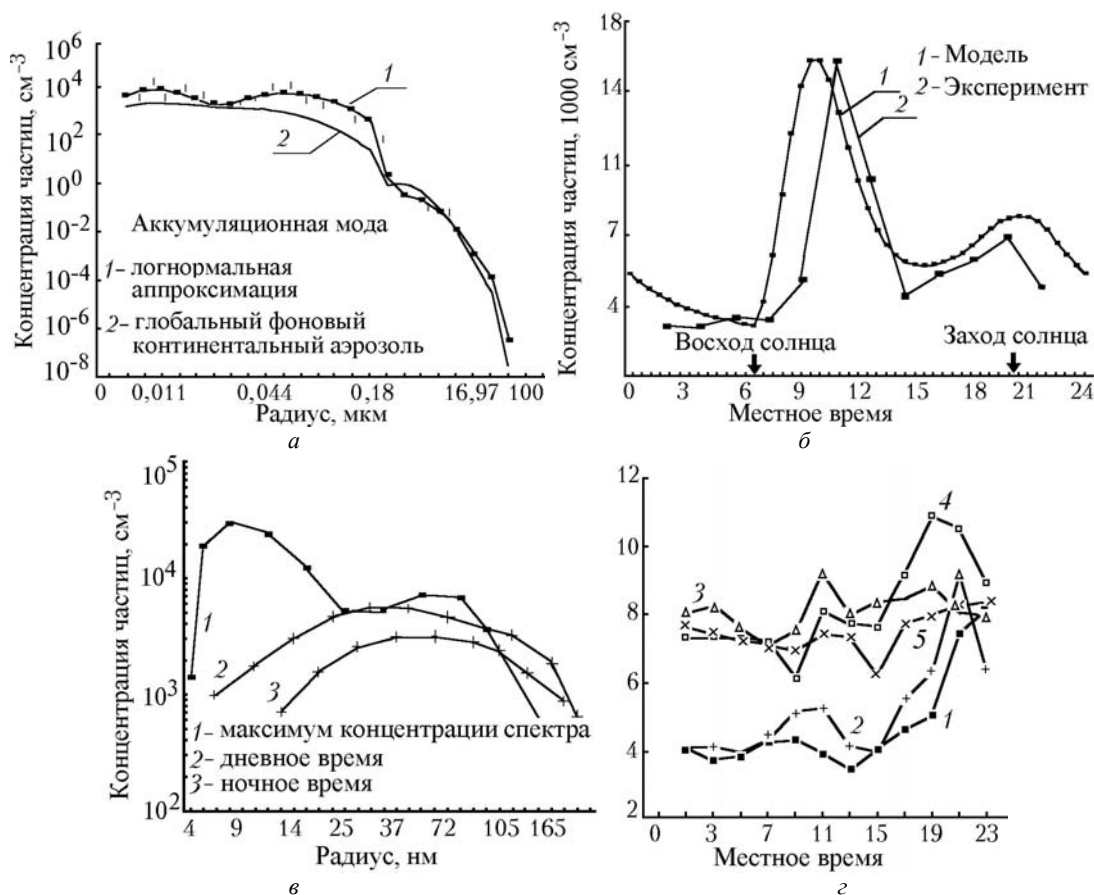 Концентрация частиц, см⁻³
10⁶
10⁴
10²
10⁰
10⁻²
10⁻⁴
10⁻⁶
10⁻⁸
1
2
Аккумуляционная мода
1– логнормальная
аппроксимация
2– глобальный фоновый
континентальный аэрозоль
0 0,011 0,044 0,18 16,97 100
Радиус, мкм
а
Концентрация частиц, 1000 см⁻³
18
14
11
7
4
1 - Модель
2 - Эксперимент
1
2
Восход солнца
Заход солнца
0 3 6 9 12 15 18 21 24
Местное время
б
Концентрация частиц, см⁻³
10⁵
10⁴
10³
10²
1
2
3
1– максимум концентрации спектра
2– дневное время
3– ночное время
4 9 14 25 37 72 105 165
Радиус, нм
в
12
10
8
6
4
2
4
3
5
2
1
0 3 7 11 15 19 23
Местное время
г